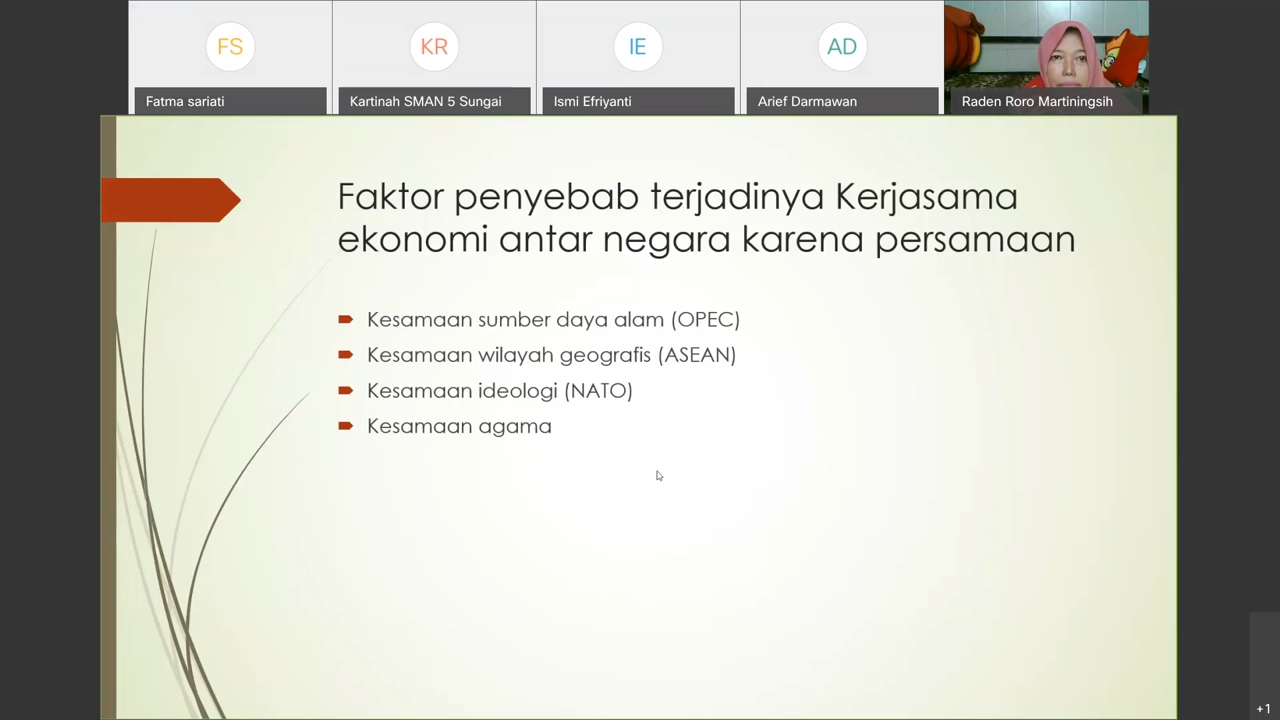 FS
KR
IE
AD
Fatma sariati
Kartinah SMAN 5 Sungai
Ismi Efriyanti
Arief Darmawan
Raden Roro Martiningsih
Faktor penyebab terjadinya Kerjasama
ekonomi antar negara karena persamaan
Kesamaan sumber daya alam (OPEC)
Kesamaan wilayah geografis (ASEAN)
Kesamaan ideologi (NATO)
Kesamaan agama
+1